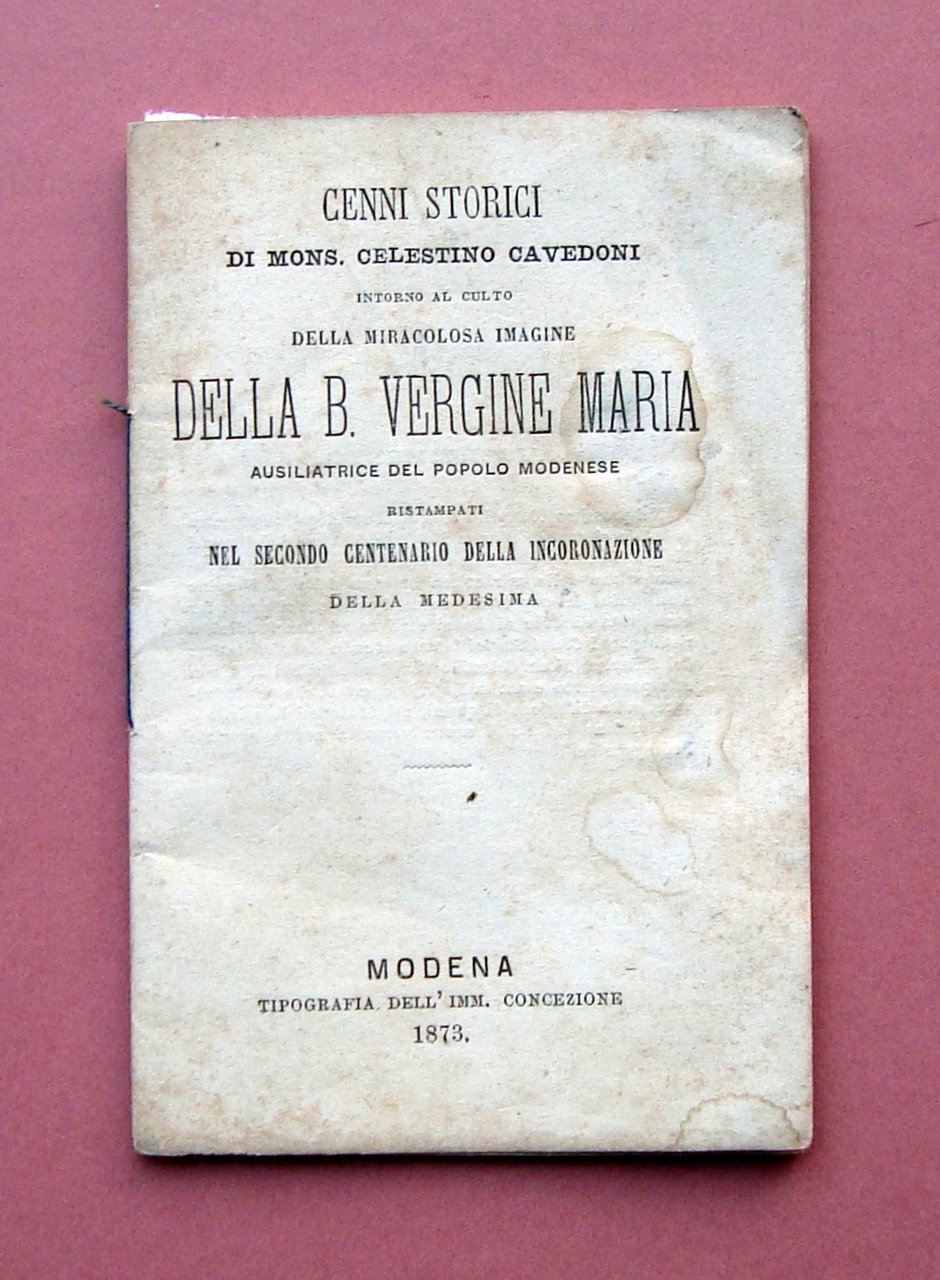 CENNI STORICI
DI MONS. CELESTINO CAVEDONI
INTORNO AL CULTO
DELLA MIRACOLOSA IMAGINE
DELLA B. VERGINE MARIA
AUSILIATRICE DEL POPOLO MODENESE
RISTAMPATI
NEL SECONDO CENTENARIO DELLA INCORONAZIONE
DELLA MEDESIMA
MODENA
TIPOGRAFIA DELL' IMM. CONCEZIONE
1873.